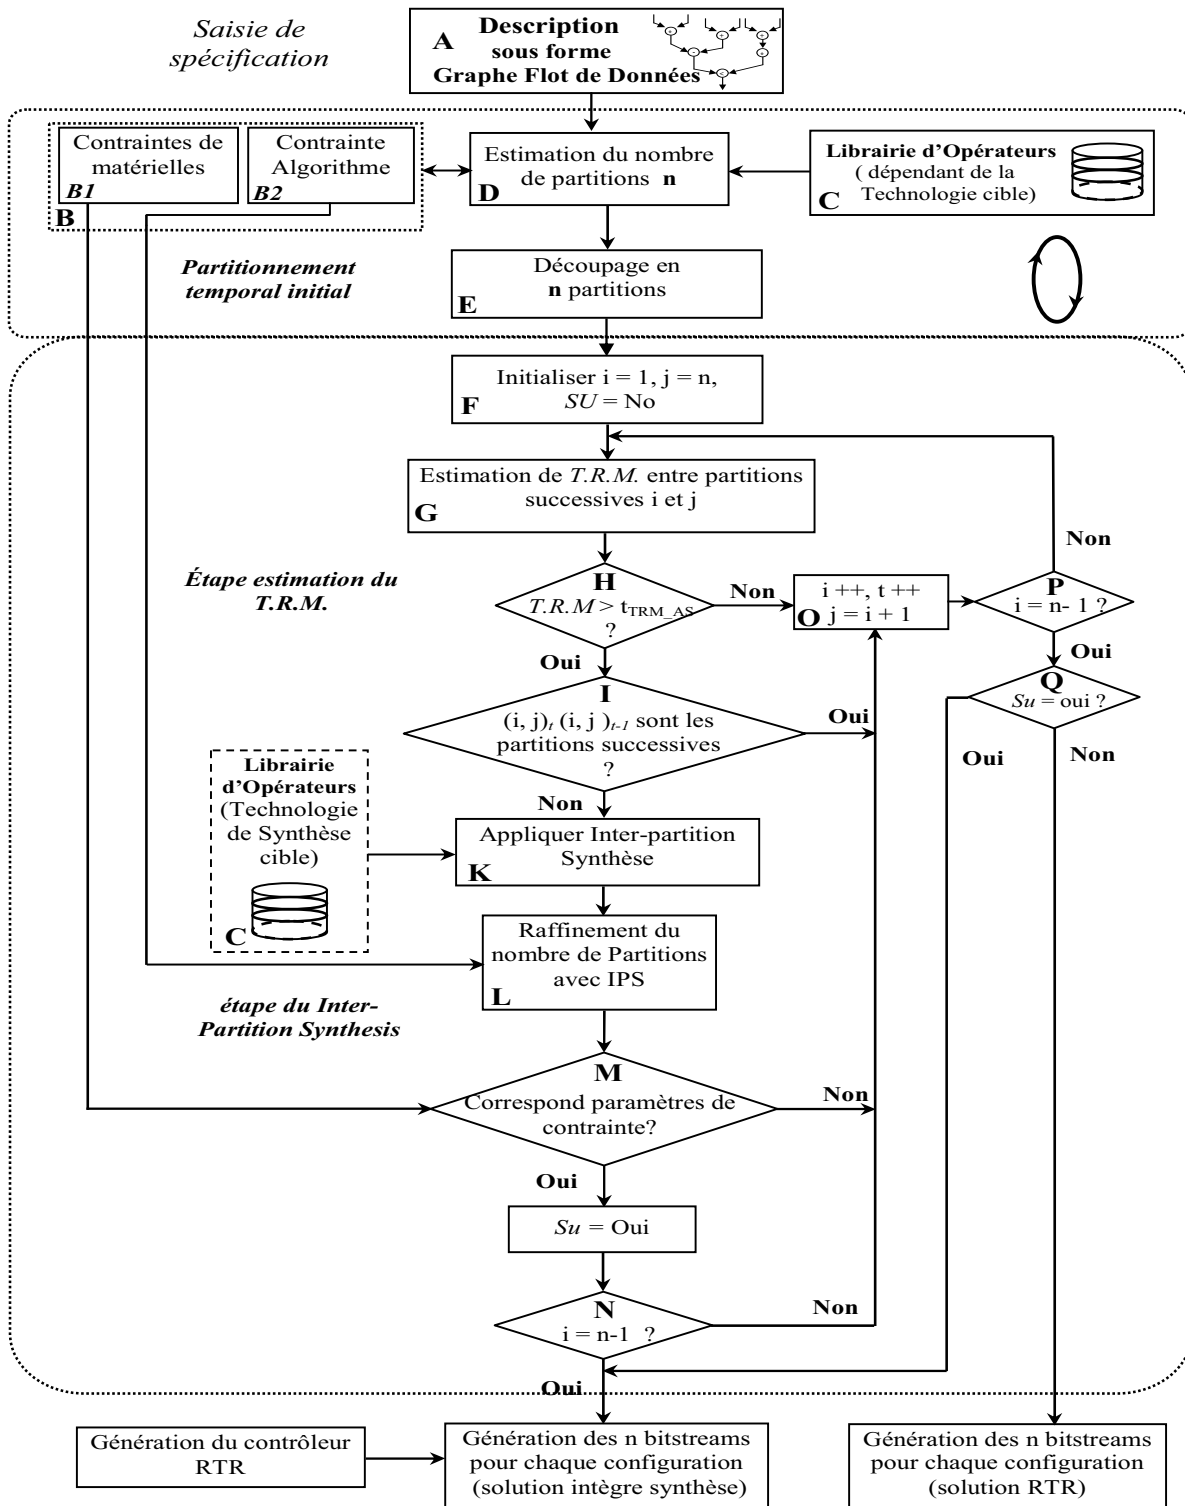 Saisie de
spécification
A
Description
sous forme
Graphe Flot de Données
Contraintes de
matérielles
B1
Contrainte
Algorithme
B2
B
Estimation du nombre
de partitions n
D
Librairie d'Opérateurs
( dépendant de la
Technologie cible)
C
Partitionnement
temporal initial
Découpage en
n partitions
E
Initialiser i = 1, j = n,
SU = No
F
Estimation de T.R.M. entre partitions
successives i et j
G
Non
Étape estimation du
T.R.M.
H
T.R.M > tTRM_AS
?
Non
i ++, t ++
j = i + 1
O
P
i = n- 1 ?
Oui
Oui
Q
Su = oui ?
I
(i, j)t (i, j )t-1 sont les
partitions successives
?
Oui
Oui
Non
Librairie
d'Opérateurs
(Technologie
de Synthèse
cible)
C
Non
Appliquer Inter-partition
Synthèse
K
Raffinement du
nombre de Partitions
avec IPS
L
étape du Inter-
Partition Synthesis
M
Correspond paramètres de
contrainte?
Non
Oui
Su = Oui
N
i = n-1 ?
Non
Oui
Génération du contrôleur
RTR
Génération des n bitstreams
pour chaque configuration
(solution intègre synthèse)
Génération des n bitstreams
pour chaque configuration
(solution RTR)